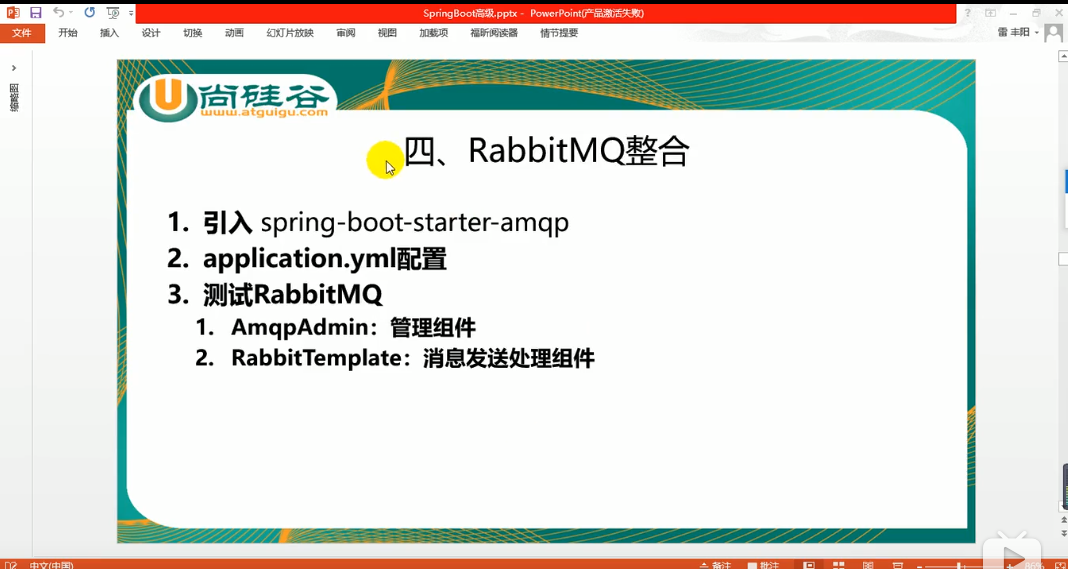 SpringBoot高级.pptx - PowerPoint(产品激活失败)
文件 开始 插入 设计 切换 动画 幻灯片放映 审阅 视图 加载项 福昕阅读器 情节提要
雷 丰阳
缩略图
尚硅谷
www.atguigu.com
四、RabbitMQ整合
1. 引入 spring-boot-starter-amqp
2. application.yml配置
3. 测试RabbitMQ
1. AmqpAdmin：管理组件
2. RabbitTemplate：消息发送处理组件
中文(中国)
备注 批注
86%